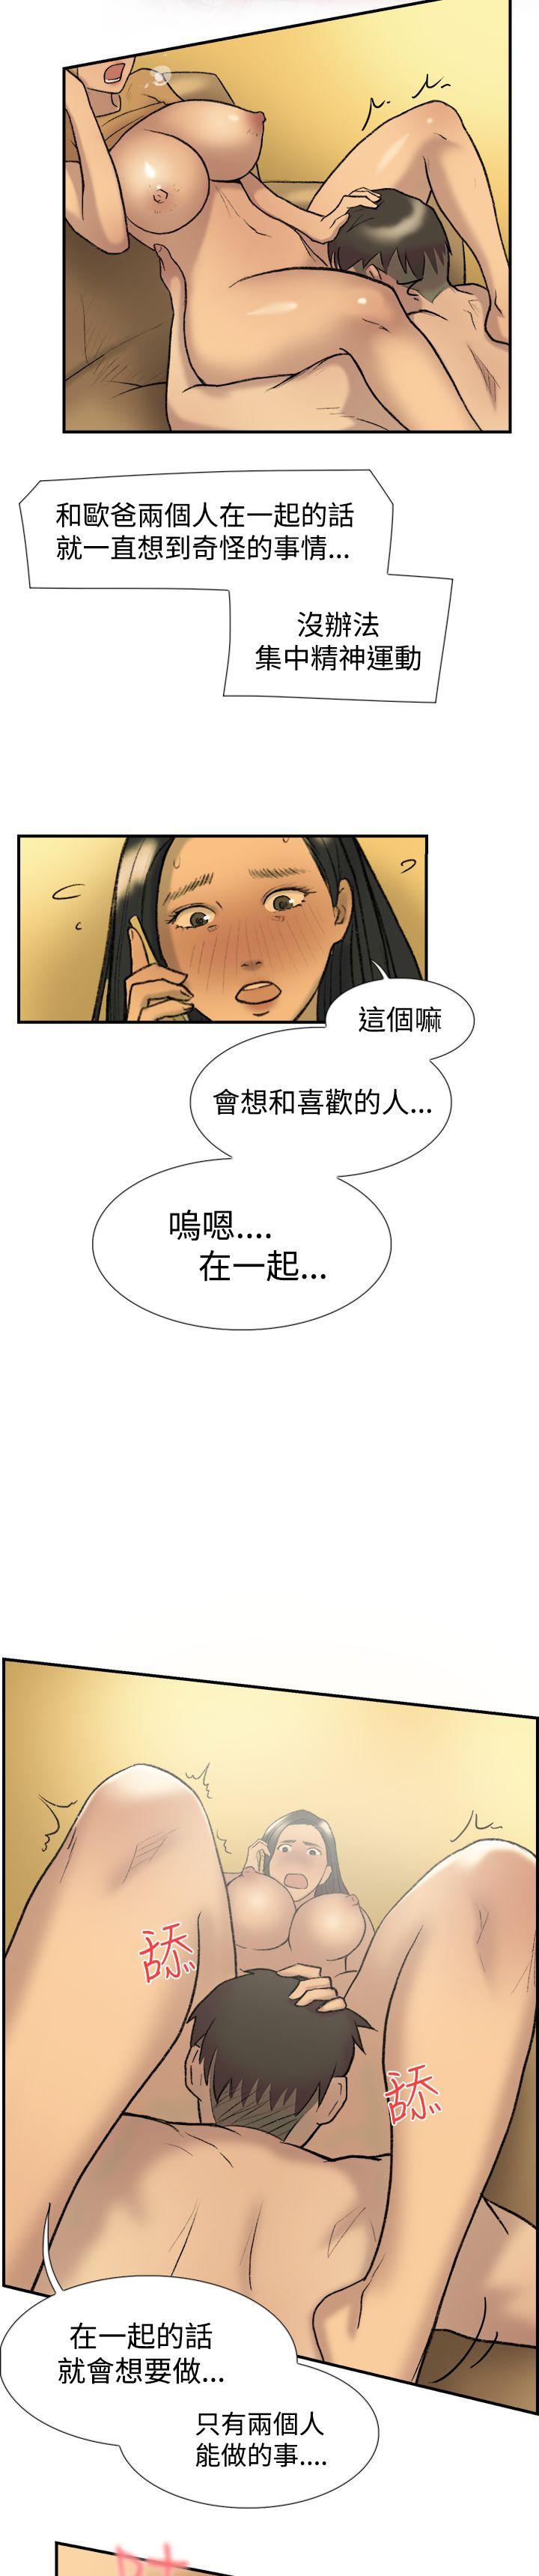 和歐爸兩個人在一起的話
就一直想到奇怪的事情...
沒辦法
集中精神運動
這個嘛
會想和喜歡的人...
嗚嗯....
在一起...
舔
舔
在一起的話
就會想要做...
只有兩個人
能做的事....